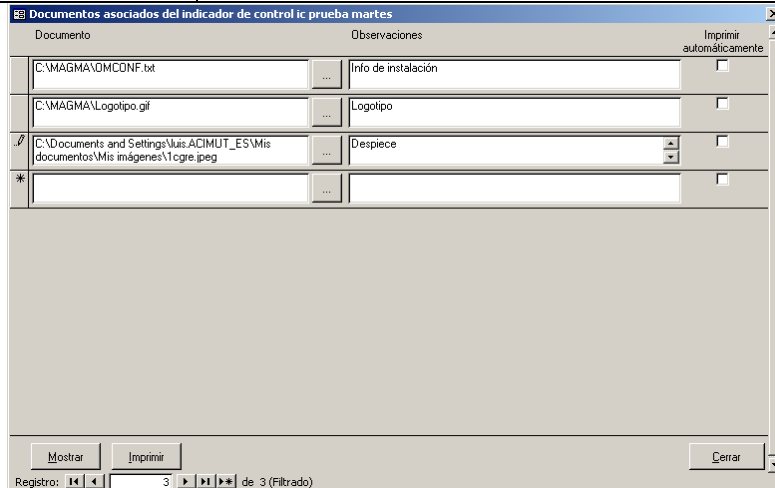 Documentos asociados del indicador de control ic prueba martes
Documento Observaciones Imprimir
automáticamente
C:\MAGMA\OMCONF.txt ... Info de instalación
C:\MAGMA\Logotipo.gif ... Logotipo
C:\Documents and Settings\luis.ACIMUT_ES\Mis
documentos\Mis imágenes\1cgre.jpeg ... Despiece
...
Mostrar Imprimir Cerrar
Registro: 3 de 3 (Filtrado)